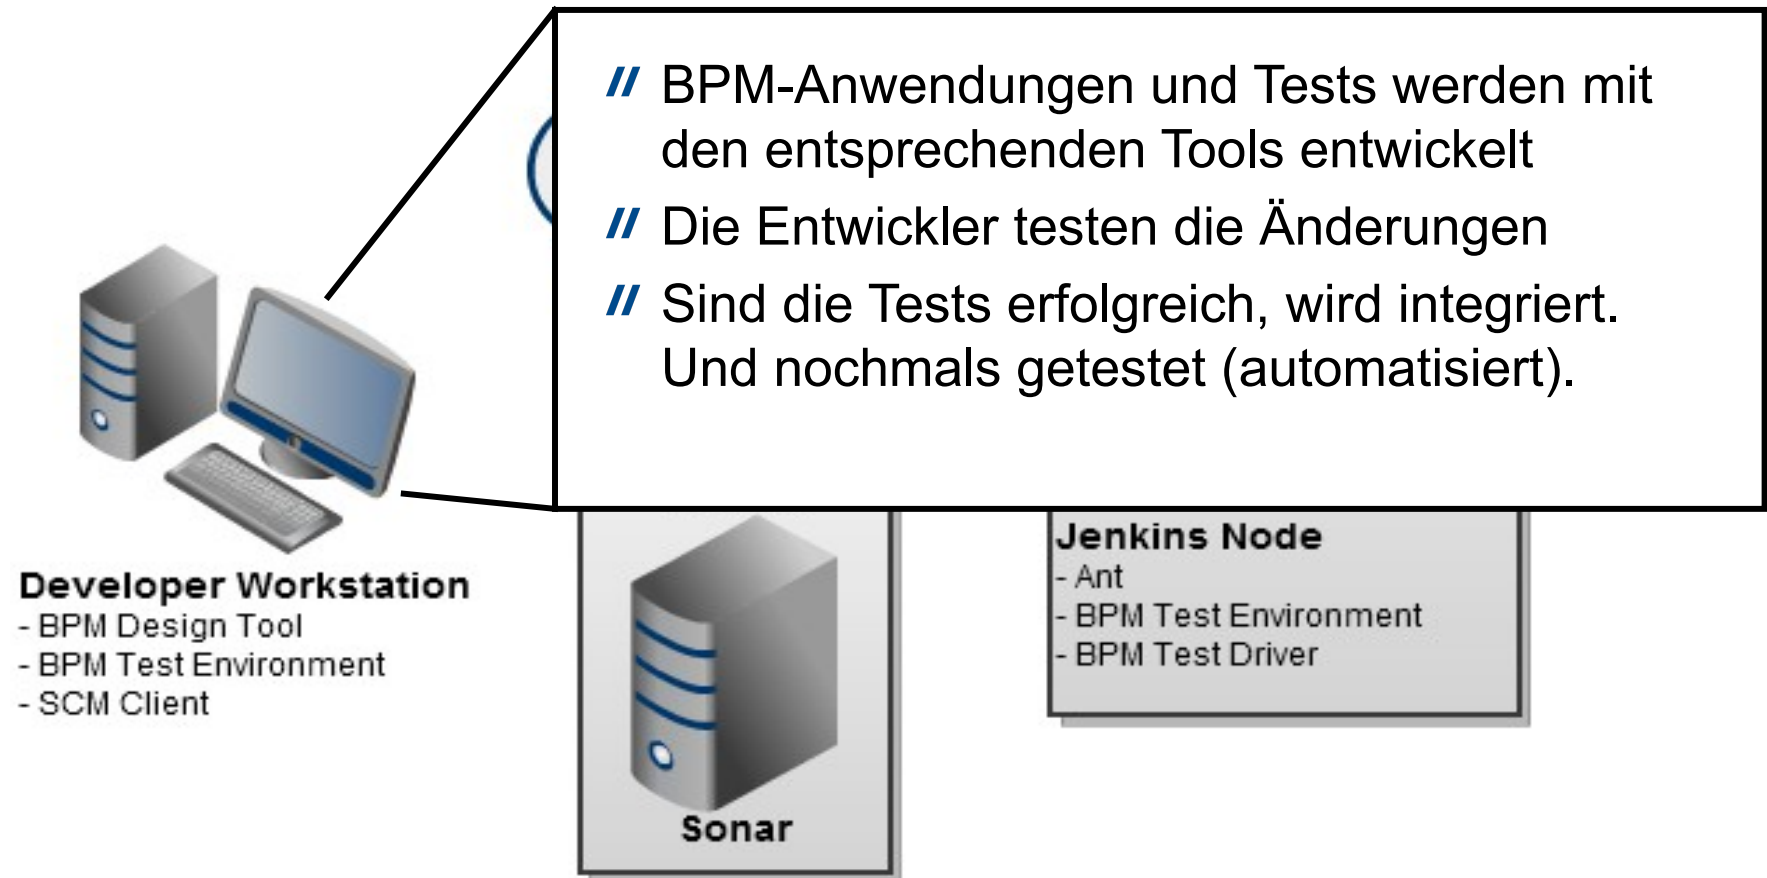 BPM-Anwendungen und Tests werden mit
den entsprechenden Tools entwickelt
Die Entwickler testen die Änderungen
Sind die Tests erfolgreich, wird integriert.
Und nochmals getestet (automatisiert).
Developer Workstation
- BPM Design Tool
- BPM Test Environment
- SCM Client
Sonar
Jenkins Node
- Ant
- BPM Test Environment
- BPM Test Driver